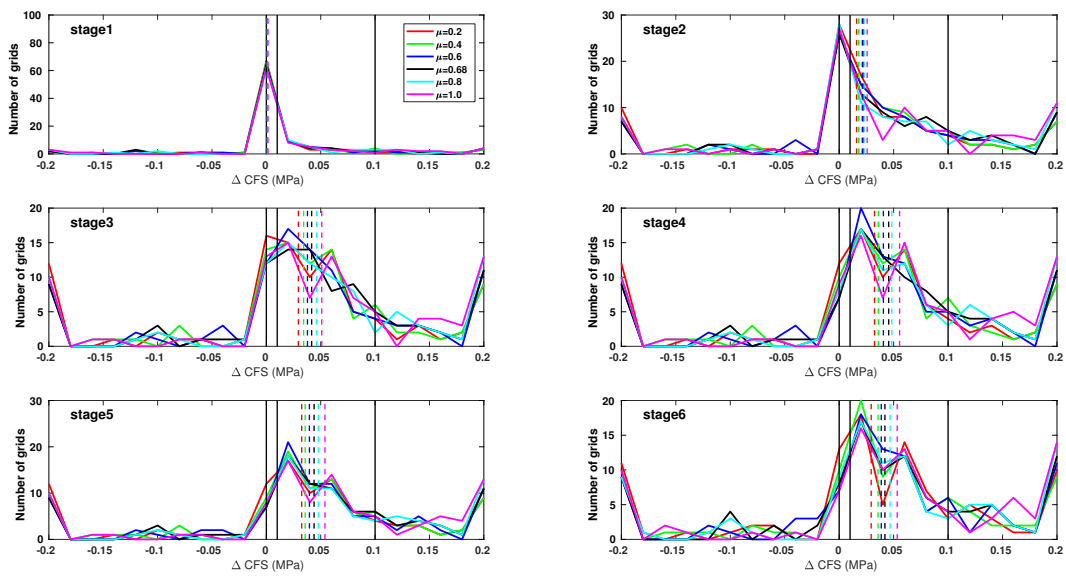 stage1
Number of grids
100
80
60
40
20
0
-0.2 -0.15 -0.1 -0.05 0 0.05 0.1 0.15 0.2
Δ CFS (MPa)
μ=0.2
μ=0.4
μ=0.6
μ=0.68
μ=0.8
μ=1.0
stage2
Number of grids
30
20
10
0
-0.2 -0.15 -0.1 -0.05 0 0.05 0.1 0.15 0.2
Δ CFS (MPa)
stage3
Number of grids
20
15
10
5
0
-0.2 -0.15 -0.1 -0.05 0 0.05 0.1 0.15 0.2
Δ CFS (MPa)
stage4
Number of grids
20
15
10
5
0
-0.2 -0.15 -0.1 -0.05 0 0.05 0.1 0.15 0.2
Δ CFS (MPa)
stage5
Number of grids
30
20
10
0
-0.2 -0.15 -0.1 -0.05 0 0.05 0.1 0.15 0.2
Δ CFS (MPa)
stage6
Number of grids
20
15
10
5
0
-0.2 -0.15 -0.1 -0.05 0 0.05 0.1 0.15 0.2
Δ CFS (MPa)